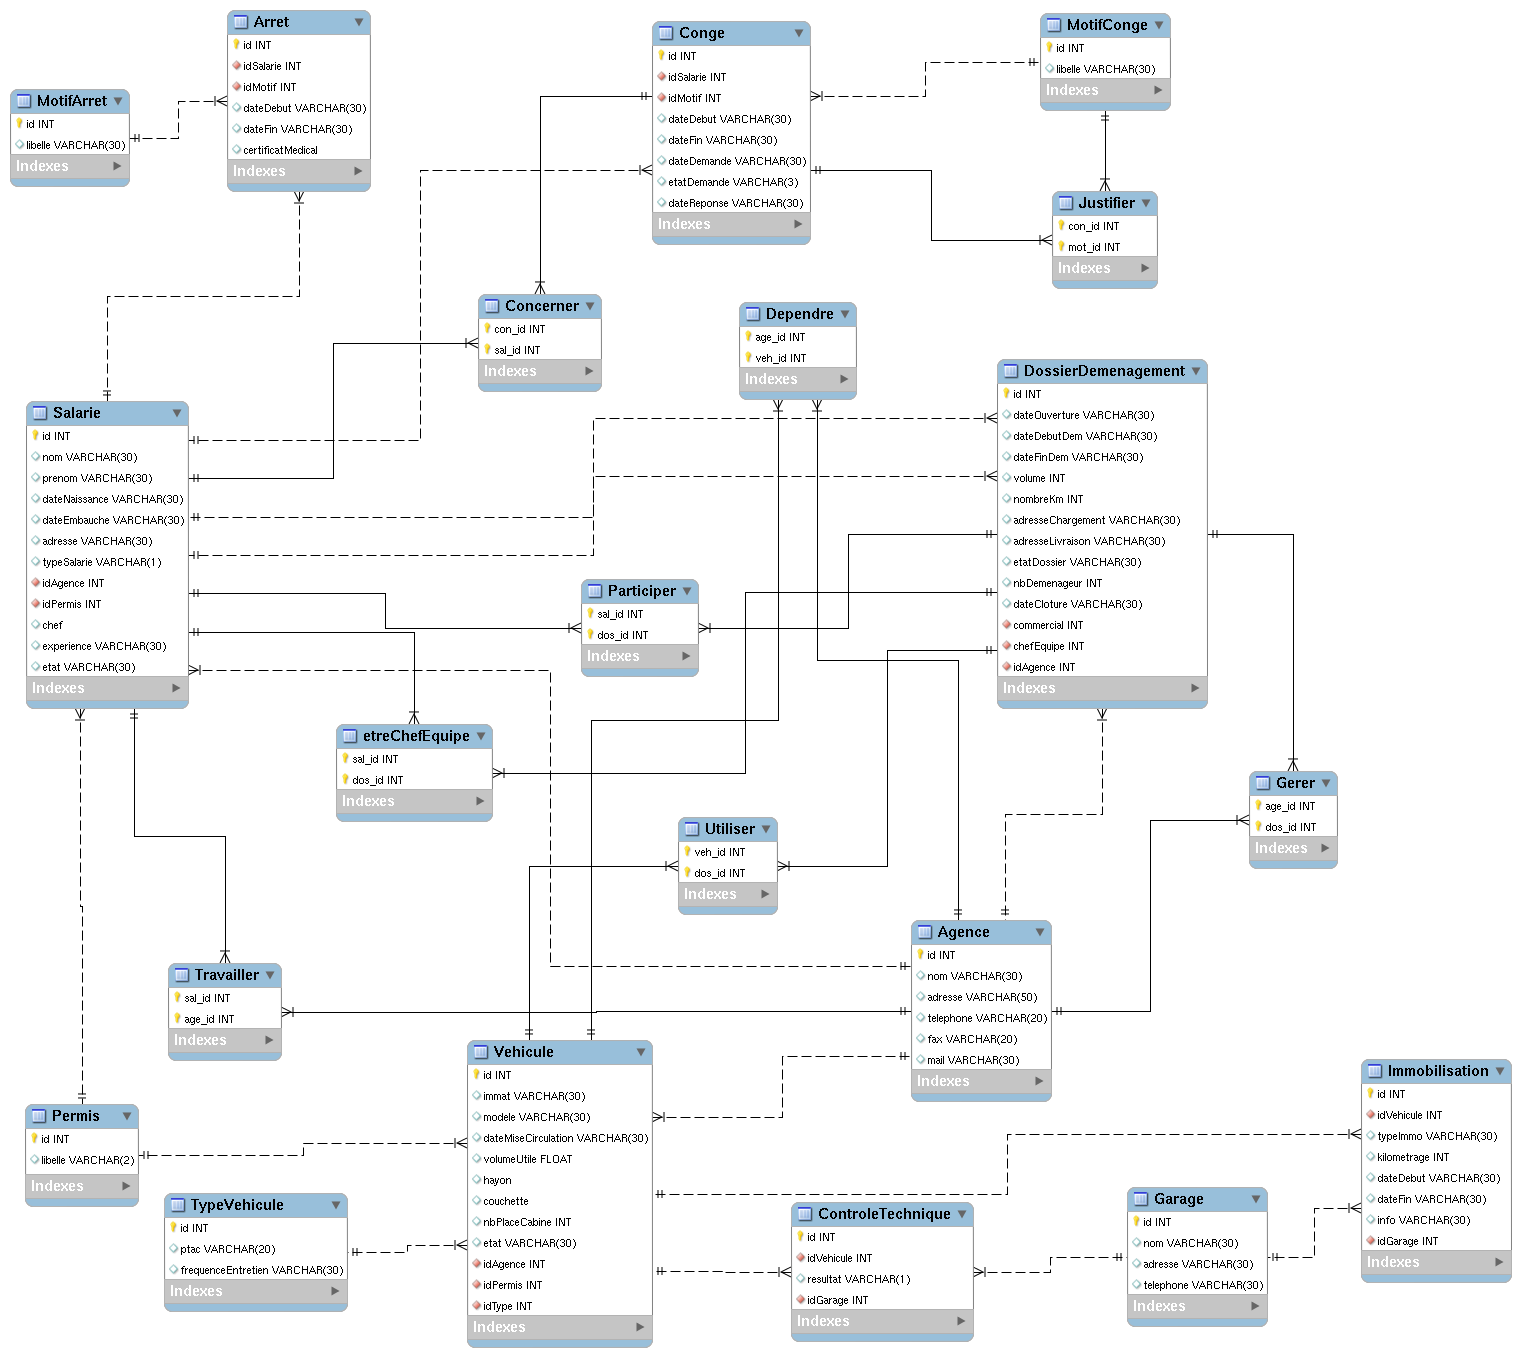 Arret
id INT
idSalarie INT
idMotif INT
dateDebut VARCHAR(30)
dateFin VARCHAR(30)
certificatMedical
Indexes
Conge
id INT
idSalarie INT
idMotif INT
dateDebut VARCHAR(30)
dateFin VARCHAR(30)
dateDemande VARCHAR(30)
etatDemande VARCHAR(3)
dateReponse VARCHAR(30)
Indexes
MotifConge
id INT
libelle VARCHAR(30)
Indexes
MotifArret
id INT
libelle VARCHAR(30)
Indexes
Justifier
con_id INT
mot_id INT
Indexes
Concerner
con_id INT
sal_id INT
Indexes
Dependre
age_id INT
veh_id INT
Indexes
DossierDemenagement
id INT
dateOuverture VARCHAR(30)
dateDebutDem VARCHAR(30)
dateFinDem VARCHAR(30)
volume INT
nombreKm INT
adresseChargement VARCHAR(30)
adresseLivraison VARCHAR(30)
etatDossier VARCHAR(30)
nbDemenageur INT
dateCloture VARCHAR(30)
commercial INT
chefEquipe INT
idAgence INT
Indexes
Salarie
id INT
nom VARCHAR(30)
prenom VARCHAR(30)
dateNaissance VARCHAR(30)
dateEmbauche VARCHAR(30)
adresse VARCHAR(30)
typeSalarie VARCHAR(1)
idAgence INT
idPermis INT
chef
experience VARCHAR(30)
etat VARCHAR(30)
Indexes
Participer
sal_id INT
dos_id INT
Indexes
etreChefEquipe
sal_id INT
dos_id INT
Indexes
Gerer
age_id INT
dos_id INT
Indexes
Utiliser
veh_id INT
dos_id INT
Indexes
Agence
id INT
nom VARCHAR(30)
adresse VARCHAR(50)
telephone VARCHAR(20)
fax VARCHAR(20)
mail VARCHAR(30)
Indexes
Travailler
sal_id INT
age_id INT
Indexes
Vehicule
id INT
immat VARCHAR(30)
modele VARCHAR(30)
dateMiseCirculation VARCHAR(30)
volumeUtile FLOAT
hayon
couchette
nbPlaceCabine INT
etat VARCHAR(30)
idAgence INT
idPermis INT
idType INT
Indexes
Immobilisation
id INT
idVehicule INT
typeImmo VARCHAR(30)
kilometrage INT
dateDebut VARCHAR(30)
dateFin VARCHAR(30)
info VARCHAR(30)
idGarage INT
Indexes
Permis
id INT
libelle VARCHAR(2)
Indexes
TypeVehicule
id INT
ptac VARCHAR(20)
frequenceEntretien VARCHAR(30)
Indexes
ControleTechnique
id INT
idVehicule INT
resultat VARCHAR(1)
idGarage INT
Indexes
Garage
id INT
nom VARCHAR(30)
adresse VARCHAR(30)
telephone VARCHAR(30)
Indexes